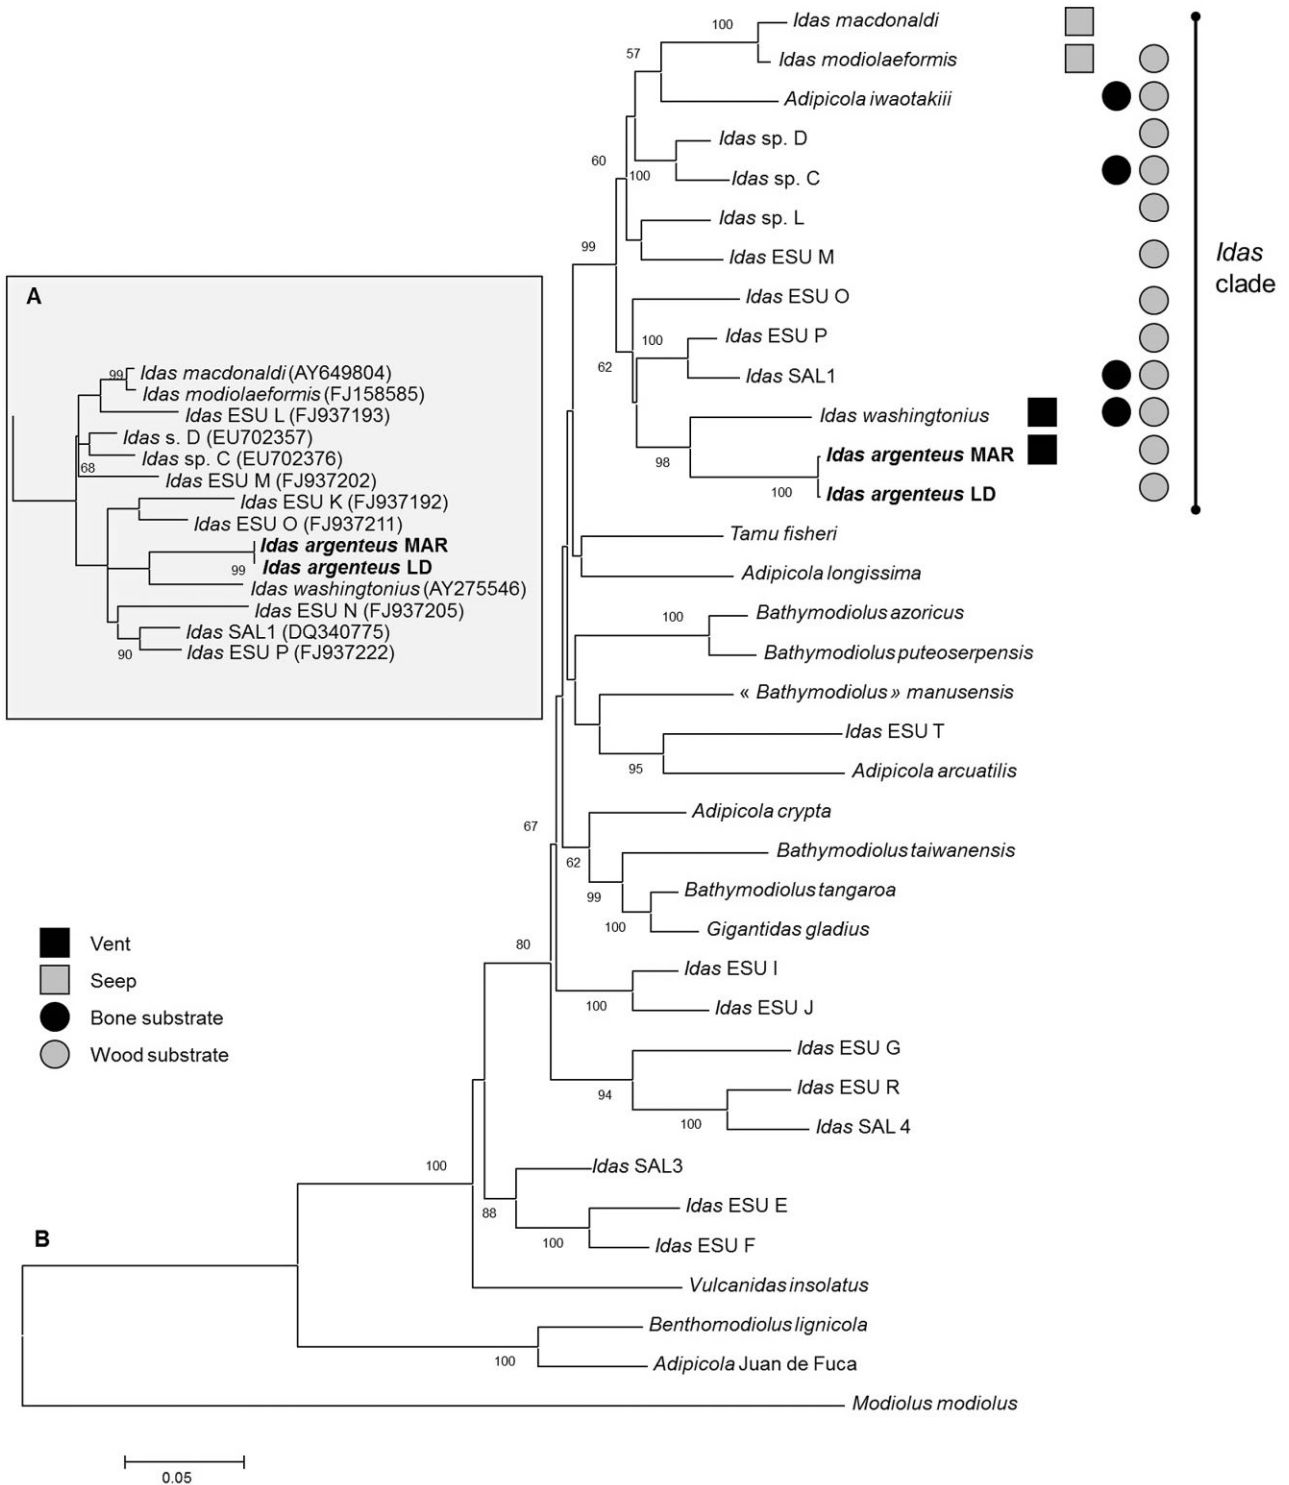 100
Idas macdonaldi
57
Idas modiolaeformis
Adipicola iwaotakiii
Idas sp. D
60
100
Idas sp. C
Idas sp. L
99
Idas ESU M
Idas clade
Idas ESU O
100
Idas ESU P
62
Idas SAL1
Idas washingtonius
98
Idas argenteus MAR
100
Idas argenteus LD
Tamu fisheri
Adipicola longissima
100
Bathymodiolus azoricus
Bathymodiolus puteoserpensis
« Bathymodiolus » manusensis
Idas ESU T
95
Adipicola arcuatilis
Adipicola crypta
67
62
Bathymodiolus taiwanensis
99
Bathymodiolus tangaroa
100
Gigantidas gladius
80
Idas ESU I
100
Idas ESU J
Idas ESU G
94
Idas ESU R
100
Idas SAL 4
100
Idas SAL3
88
Idas ESU E
100
Idas ESU F
Vulcanidas insolatus
Benthomodiolus lignicola
100
Adipicola Juan de Fuca
Modiolus modiolus
A
99
Idas macdonaldi (AY649804)
Idas modiolaeformis (FJ158585)
Idas ESU L (FJ937193)
Idas s. D (EU702357)
Idas sp. C (EU702376)
68
Idas ESU M (FJ937202)
Idas ESU K (FJ937192)
Idas ESU O (FJ937211)
Idas argenteus MAR
99
Idas argenteus LD
Idas washingtonius (AY275546)
Idas ESU N (FJ937205)
Idas SAL1 (DQ340775)
90
Idas ESU P (FJ937222)
Vent
Seep
Bone substrate
Wood substrate
B
0.05